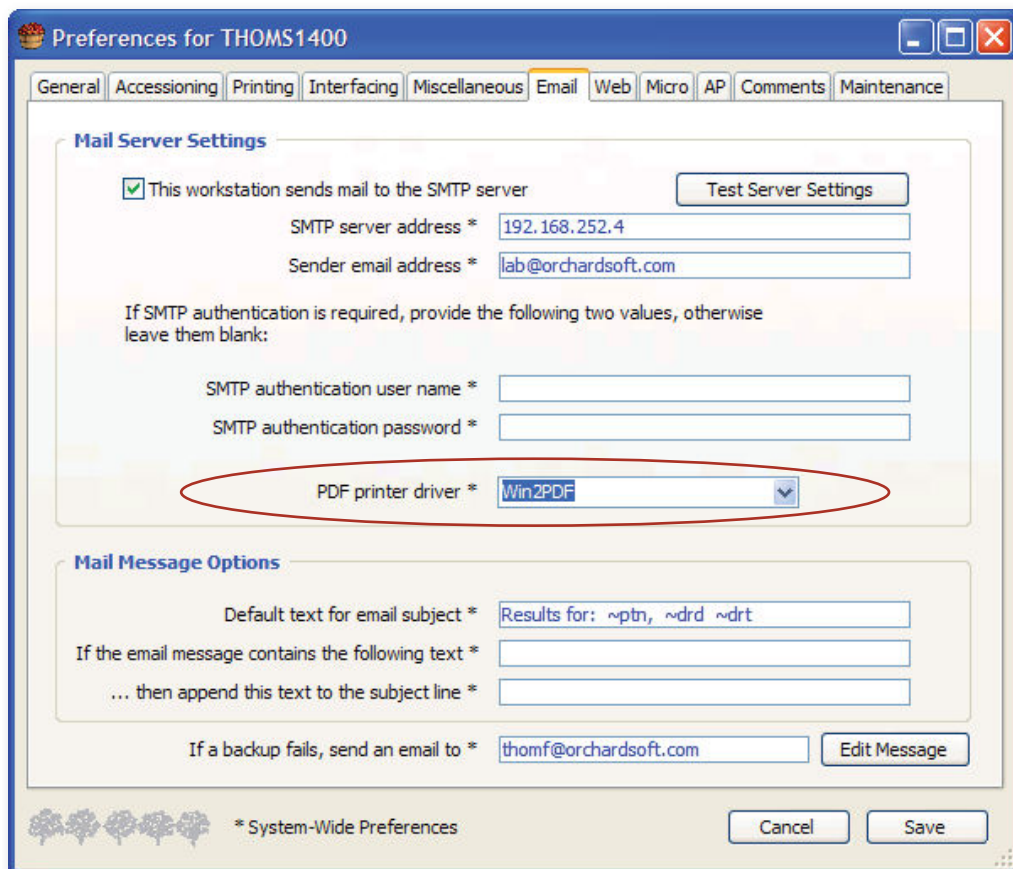 Preferences for THOMS1400
General Accessioning Printing Interfacing Miscellaneous Email Web Micro AP Comments Maintenance
Mail Server Settings
This workstation sends mail to the SMTP server Test Server Settings
SMTP server address * 192.168.252.4
Sender email address * lab@orchardsoft.com
If SMTP authentication is required, provide the following two values, otherwise
leave them blank:
SMTP authentication user name *
SMTP authentication password *
PDF printer driver * Win2PDF
Mail Message Options
Default text for email subject * Results for: ~ptn, ~drd ~drt
If the email message contains the following text *
... then append this text to the subject line *
If a backup fails, send an email to * thomf@orchardsoft.com Edit Message
* System-Wide Preferences Cancel Save